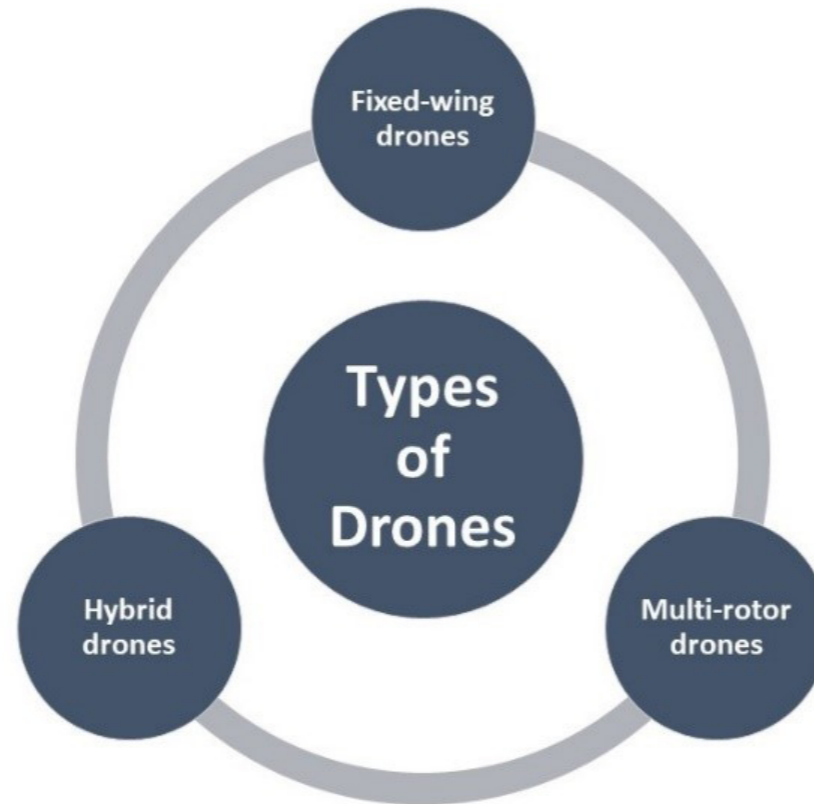 Fixed-wing
drones
Types
of
Drones
Hybrid
drones
Multi-rotor
drones